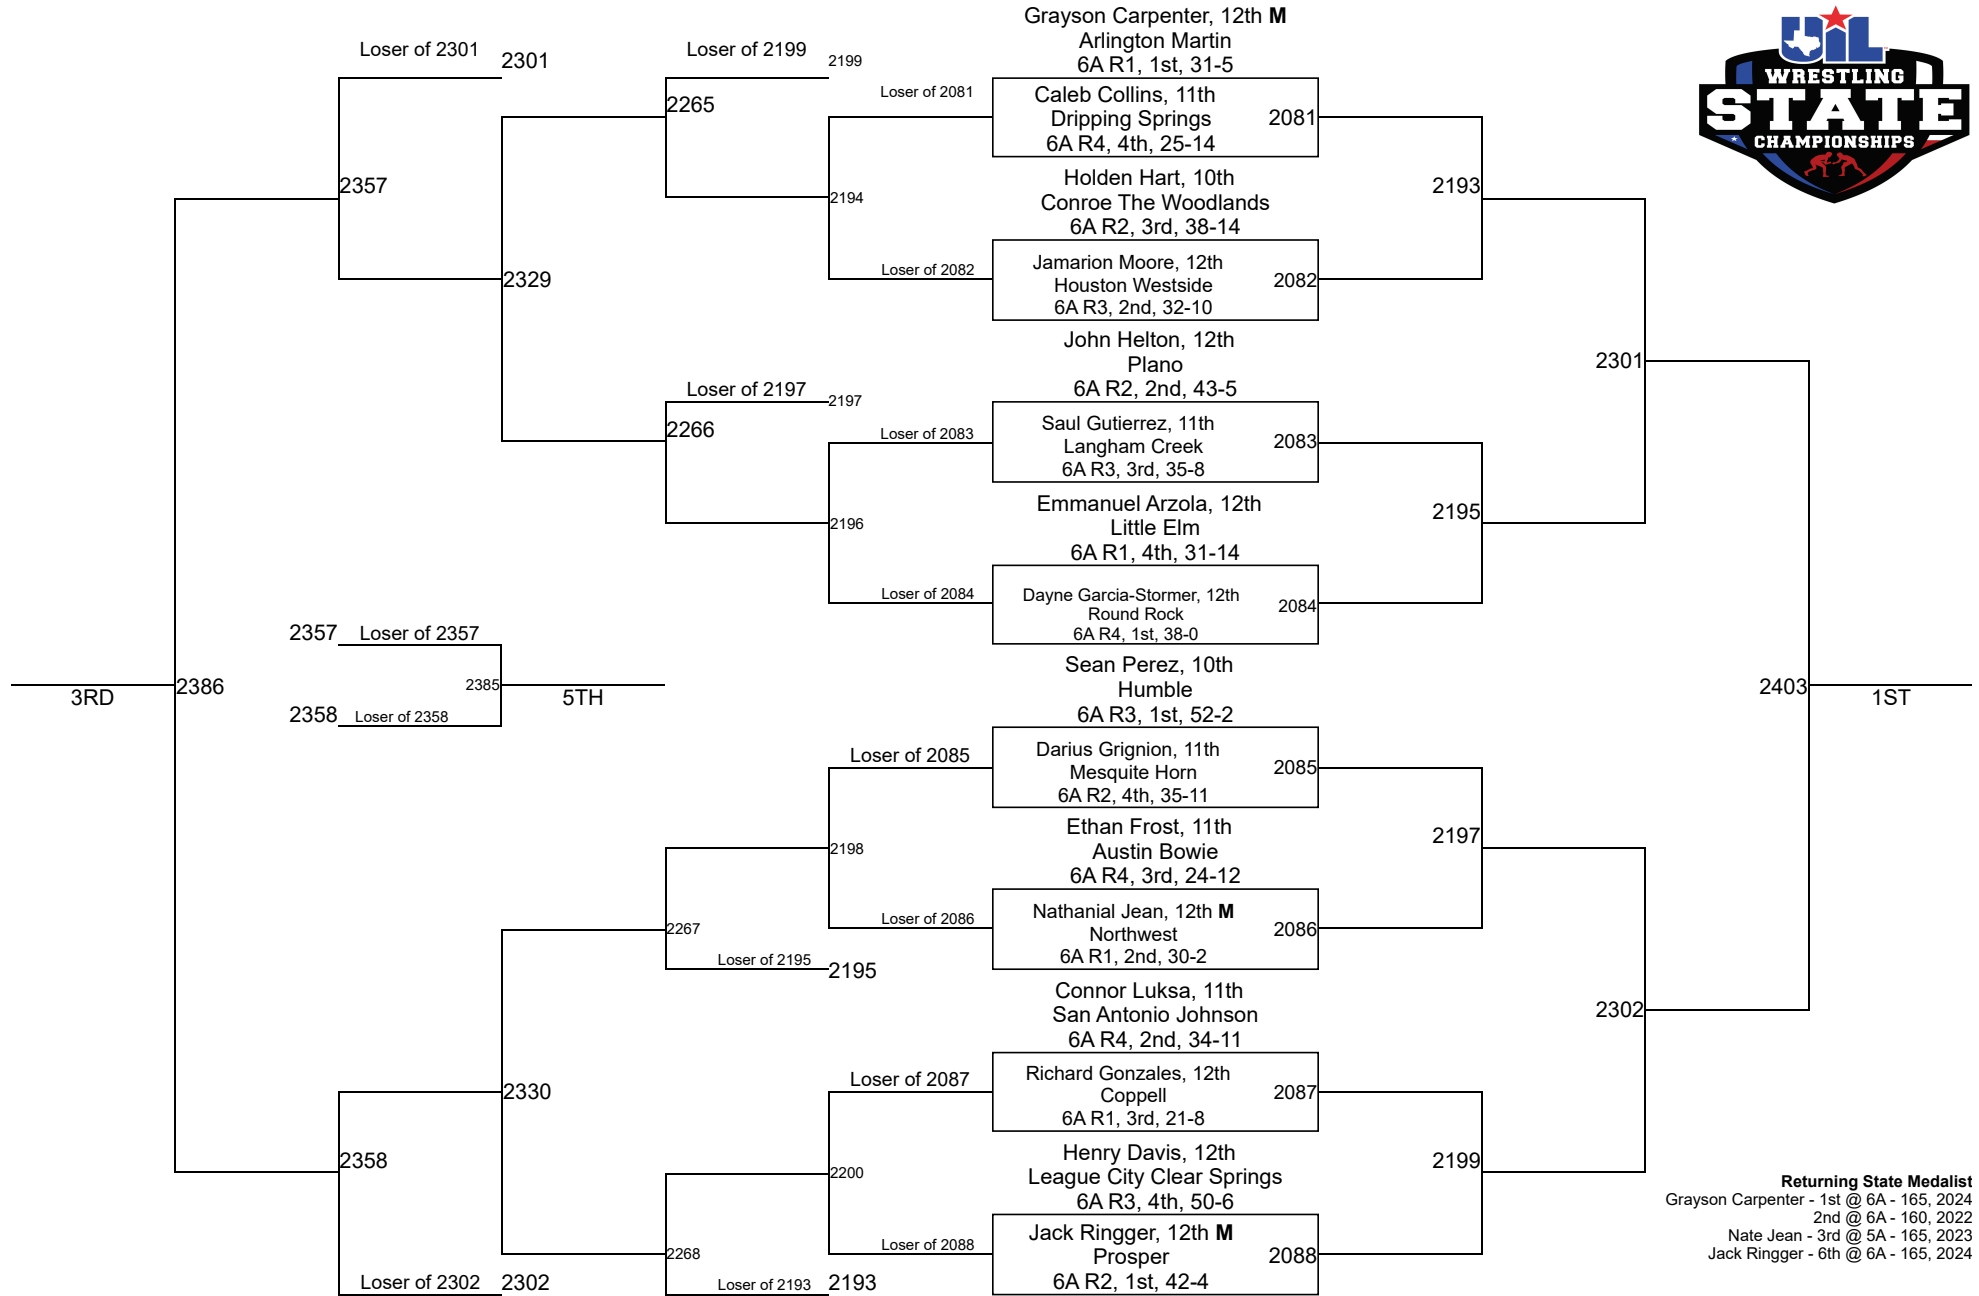 Loser of 2301
2301
2357
2329
2386
3RD
2357
Loser of 2357
2385
5TH
2358
Loser of 2358
2330
2358
Loser of 2302
2302
Loser of 2199
2199
2265
2194
Loser of 2197
2197
2266
2196
2198
2267
Loser of 2195
2195
2200
2268
Loser of 2193
2193
Loser of 2081
Loser of 2082
Loser of 2083
Loser of 2084
Loser of 2085
Loser of 2086
Loser of 2087
Loser of 2088
Grayson Carpenter, 12th M
Arlington Martin
6A R1, 1st, 31-5
Caleb Collins, 11th
Dripping Springs
6A R4, 4th, 25-14
2081
Holden Hart, 10th
Conroe The Woodlands
6A R2, 3rd, 38-14
Jamarion Moore, 12th
Houston Westside
6A R3, 2nd, 32-10
2082
John Helton, 12th
Plano
6A R2, 2nd, 43-5
Saul Gutierrez, 11th
Langham Creek
6A R3, 3rd, 35-8
2083
Emmanuel Arzola, 12th
Little Elm
6A R1, 4th, 31-14
Dayne Garcia-Stormer, 12th
Round Rock
6A R4, 1st, 38-0
2084
Sean Perez, 10th
Humble
6A R3, 1st, 52-2
Darius Grignion, 11th
Mesquite Horn
6A R2, 4th, 35-11
2085
Ethan Frost, 11th
Austin Bowie
6A R4, 3rd, 24-12
Nathanial Jean, 12th M
Northwest
6A R1, 2nd, 30-2
2086
Connor Luksa, 11th
San Antonio Johnson
6A R4, 2nd, 34-11
Richard Gonzales, 12th
Coppell
6A R1, 3rd, 21-8
2087
Henry Davis, 12th
League City Clear Springs
6A R3, 4th, 50-6
Jack Ringger, 12th M
Prosper
6A R2, 1st, 42-4
2088
2193
2195
2197
2199
2301
2302
2403
1ST
UIL
WRESTLING
STATE
CHAMPIONSHIPS
Returning State Medalist
Grayson Carpenter - 1st @ 6A - 165, 2024
2nd @ 6A - 160, 2022
Nate Jean - 3rd @ 5A - 165, 2023
Jack Ringger - 6th @ 6A - 165, 2024